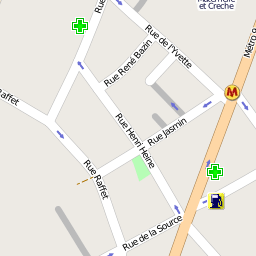 et Creche
Rue
Rue de l'Yvette
Métro
Rue René Bazin
M
Raffet
Rue Henri Heine
Rue Jasmin
Rue Raffet
Rue de la Source